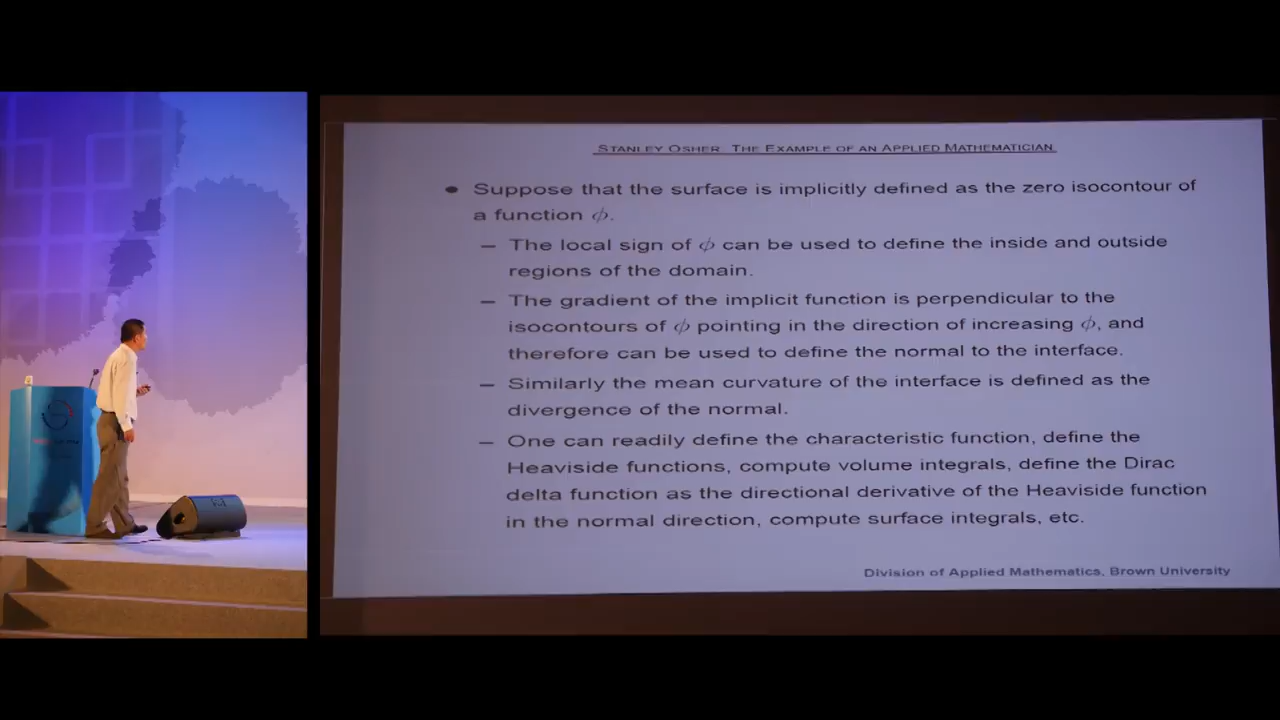 STANLEY OSHER: THE EXAMPLE OF AN APPLIED MATHEMATICIAN
• Suppose that the surface is implicitly defined as the zero isocontour of
a function ϕ.
– The local sign of ϕ can be used to define the inside and outside
regions of the domain.
– The gradient of the implicit function is perpendicular to the
isocontours of ϕ pointing in the direction of increasing ϕ, and
therefore can be used to define the normal to the interface.
– Similarly the mean curvature of the interface is defined as the
divergence of the normal.
– One can readily define the characteristic function, define the
Heaviside functions, compute volume integrals, define the Dirac
delta function as the directional derivative of the Heaviside function
in the normal direction, compute surface integrals, etc.
Division of Applied Mathematics, Brown University